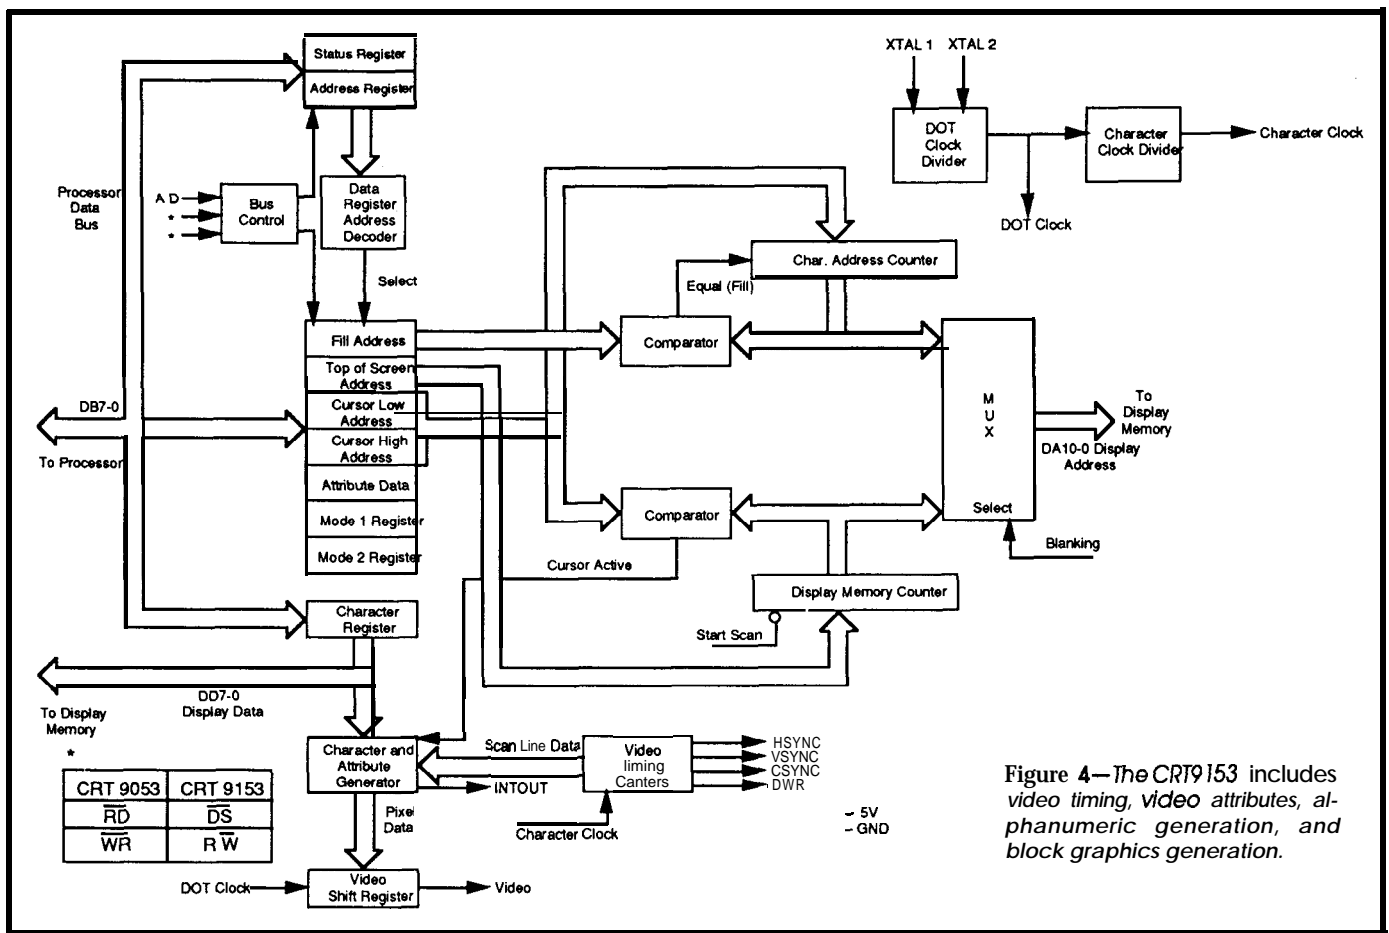 Status Register
Address Register
XTAL 1 XTAL 2
DOT
Clock
Divider
Character
Clock Divider
Character Clock
DOT Clock
Processor
Data
Bus
A D
*
*
Bus
Control
Data
Register
Address
Decoder
Select
Char. Address Counter
Equal (Fill)
Fill Address
Top of Screen
Address
Cursor Low
Address
Cursor High
Address
Attribute Data
Mode 1 Register
Mode 2 Register
Comparator
Comparator
M
U
X
Select
To
Display
Memory
DA10-0 Display
Address
Blanking
DB7-0
To Processor
Cursor Active
Display Memory Counter
Start Scan
Character
Register
DD7-0
Display Data
To Display
Memory
*
CRT 9053 CRT 9153
RD DS
WR R W
Character and
Attribute
Generator
Scan Line Data
Video
liming
Canters
HSYNC
VSYNC
CSYNC
DWR
INTOUT
Pixel
Data
Character Clock
– 5V
– GND
DOT Clock
Video
Shift Register
Video
Figure 4—The CRT9153 includes
video timing, video attributes, al-
phanumeric generation, and
block graphics generation.